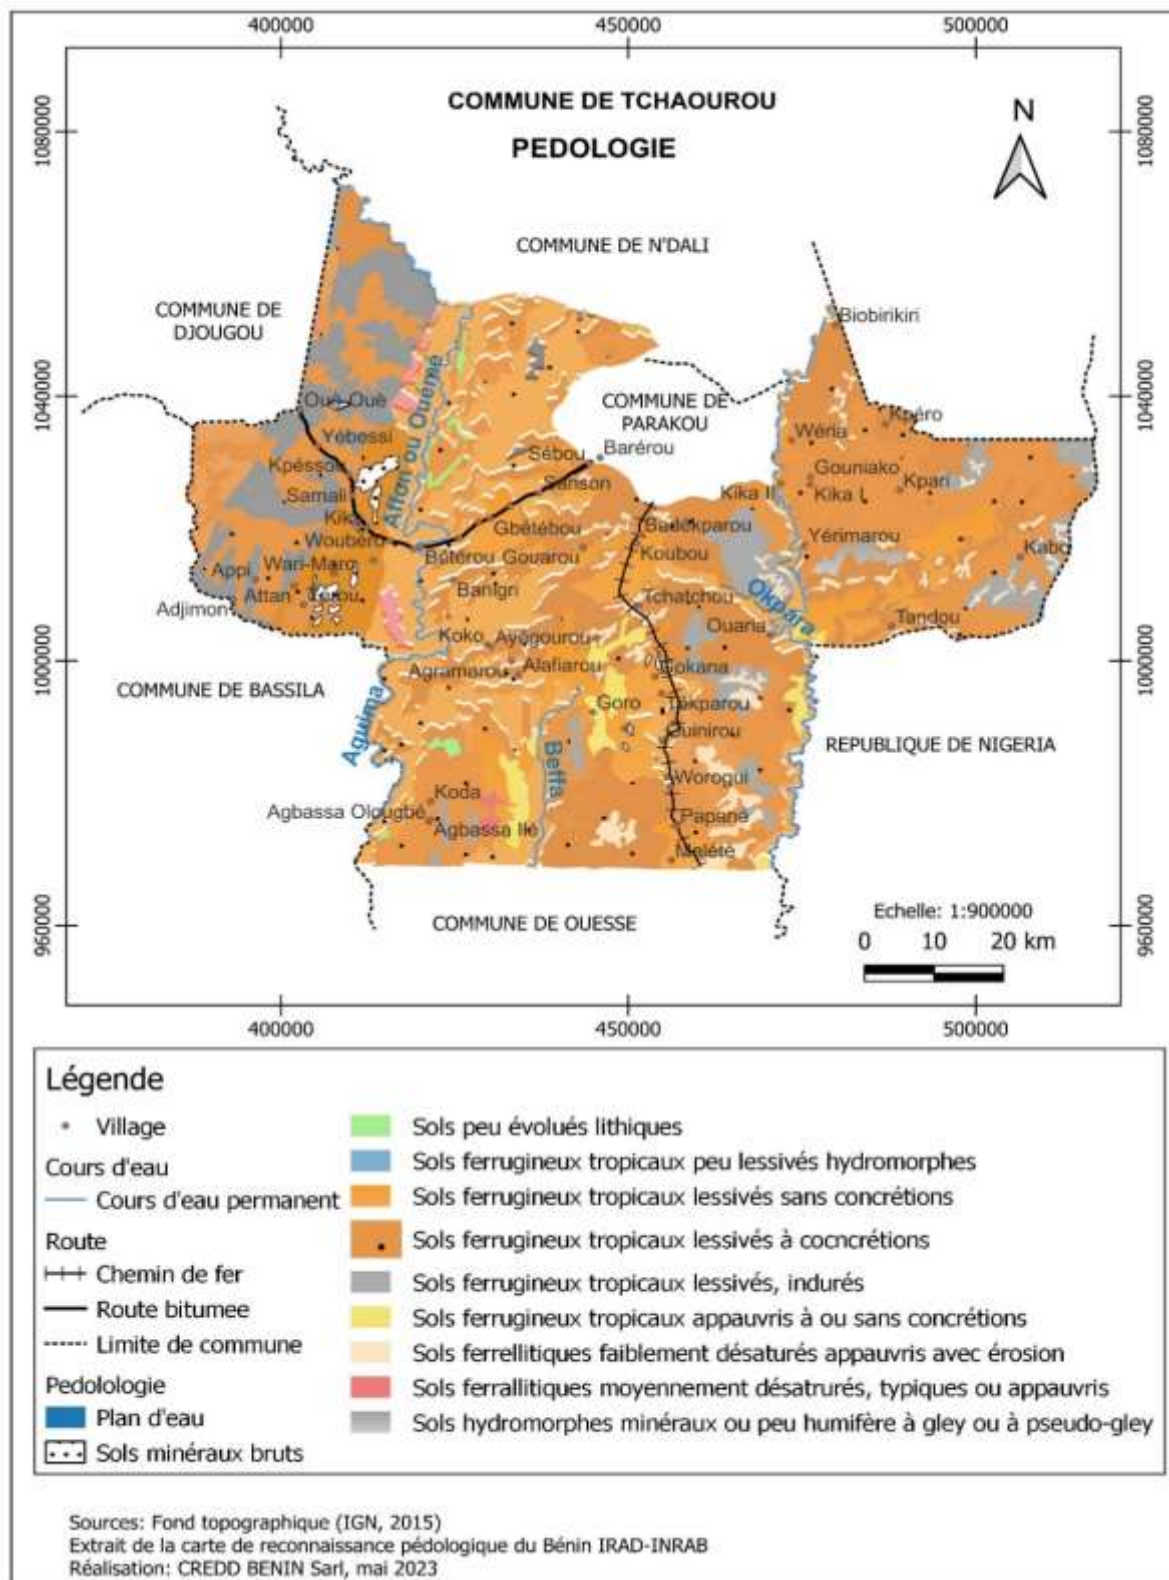 400000
450000
500000
COMMUNE DE TCHAOUROU
PEDOLOGIE
N
1080000
1080000
COMMUNE DE N'DALI
COMMUNE DE
DJOUGOU
Biobirikiri
1040000
1040000
Ouè-Ouè
COMMUNE DE
PARAKOU
Kpéro
Yébessi
Affon ou Ouémé
Wéria
Sébou
Barérou
Kpéssou
Sanson
Gouniako
Kpari
Samali
Kika II
Kika I
Kiki
Gbétébou
Badékparou
Woubéro
Yérimarou
Bétérou
Gouarou
Koubou
Kabo
Appi
Wari-Maro
Banigri
Tchatchou
Attan
Okpara
Adjimon
Tandou
Ouaria
Koko
Ayégourou
1000000
1000000
Agramarou
Alafiarou
COMMUNE DE BASSILA
Goro
Aguima
Guinirou
REPUBLIQUE DE NIGERIA
Beffa
Worogui
Koda
Agbassa Olougbé
Papanè
Agbassa Ilé
COMMUNE DE OUESSE
Echelle: 1:900000
960000
960000
0 10 20 km
400000
450000
500000
Légende
Village
Cours d'eau
Cours d'eau permanent
Route
Chemin de fer
Route bitumee
Limite de commune
Pedolologie
Plan d'eau
Sols minéraux bruts
Sols peu évolués lithiques
Sols ferrugineux tropicaux peu lessivés hydromorphes
Sols ferrugineux tropicaux lessivés sans concrétions
Sols ferrugineux tropicaux lessivés à cocncrétions
Sols ferrugineux tropicaux lessivés, indurés
Sols ferrugineux tropicaux appauvris à ou sans concrétions
Sols ferrellitiques faiblement désaturés appauvris avec érosion
Sols ferrallitiques moyennement désatrurés, typiques ou appauvris
Sols hydromorphes minéraux ou peu humifère à gley ou à pseudo-gley
Sources: Fond topographique (IGN, 2015)
Extrait de la carte de reconnaissance pédologique du Bénin IRAD-INRAB
Réalisation: CREDD BENIN Sarl, mai 2023